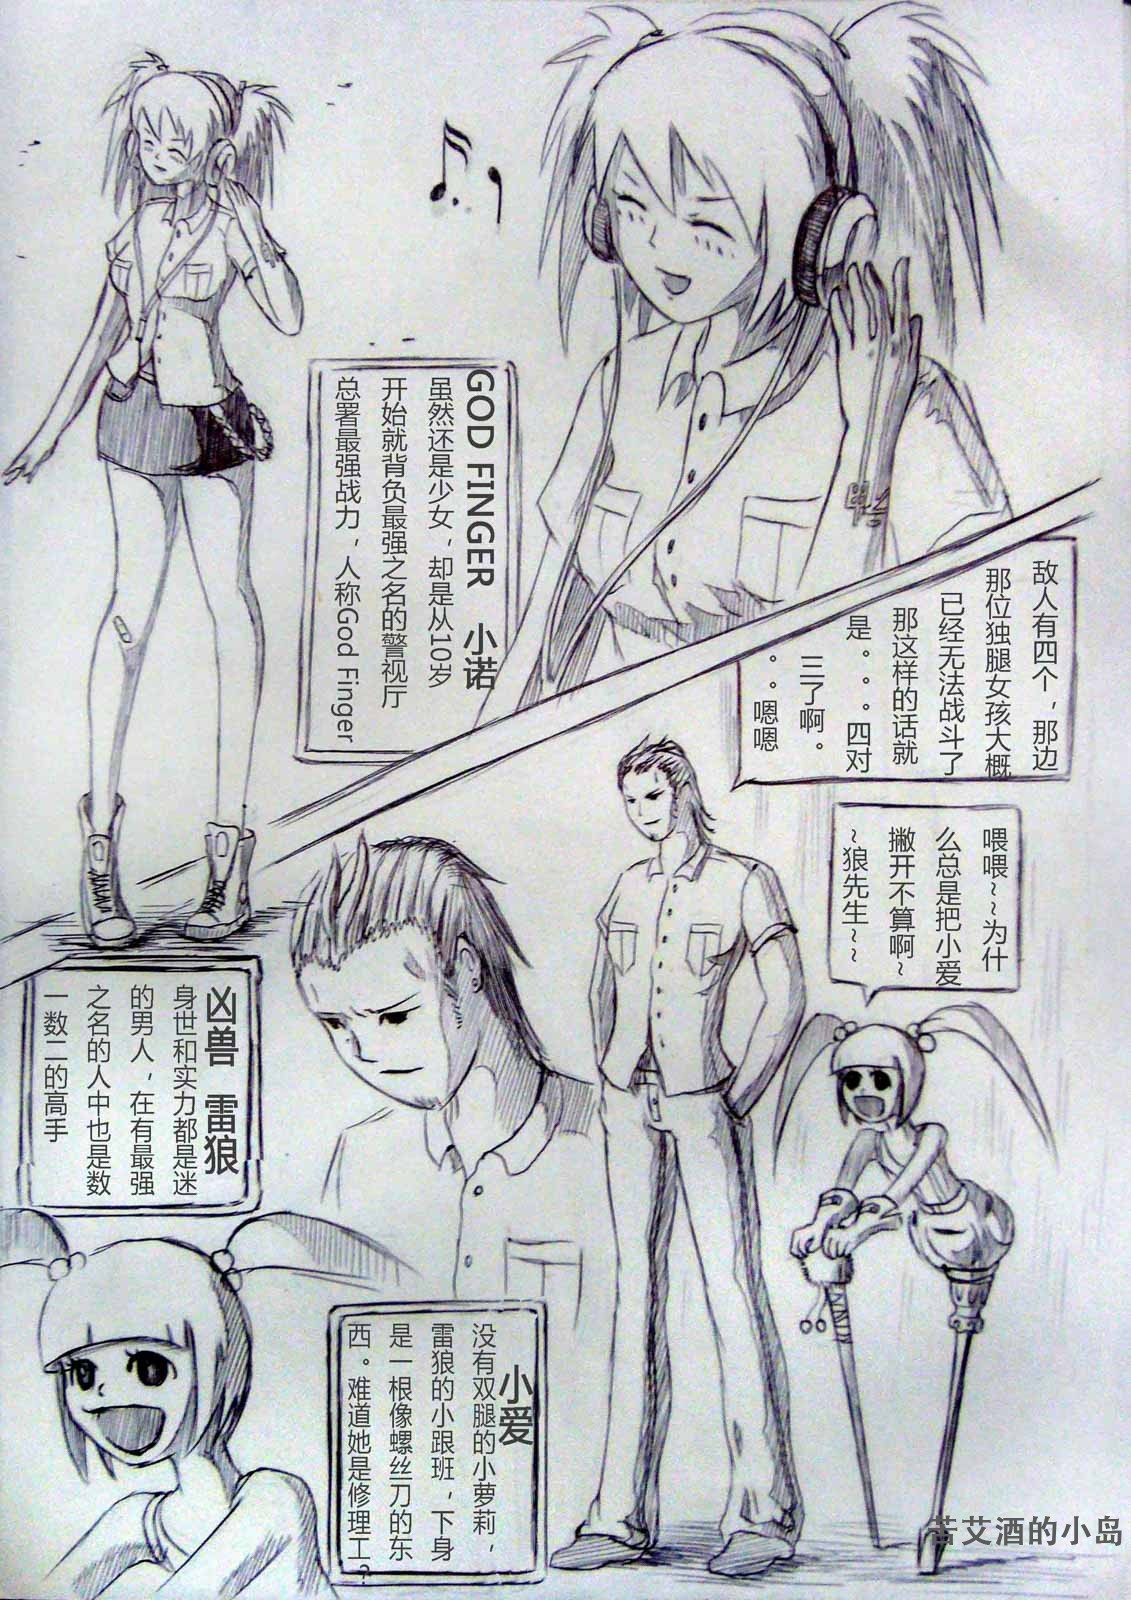 GOD FINGER 小诺
虽然还是少女，却是从10岁
开始就背负最强之名的警视厅
总署最强战力，人称God Finger
敌人有四个，那边
那位独腿女孩大概
已经无法战斗了
那这样的话就
是。。。四对
三了啊。
。。嗯嗯
喂喂~~为什
么总是把小爱
撇开不算啊~
~狼先生~~
凶兽 雷狼
身世和实力都是迷
的男人，在有最强
之名的人中也是数
一数二的高手
小爱
没有双腿的小萝莉，
雷狼的小跟班，下身
是一根像螺丝刀的东
西。难道她是修理工？
苦艾酒的小岛